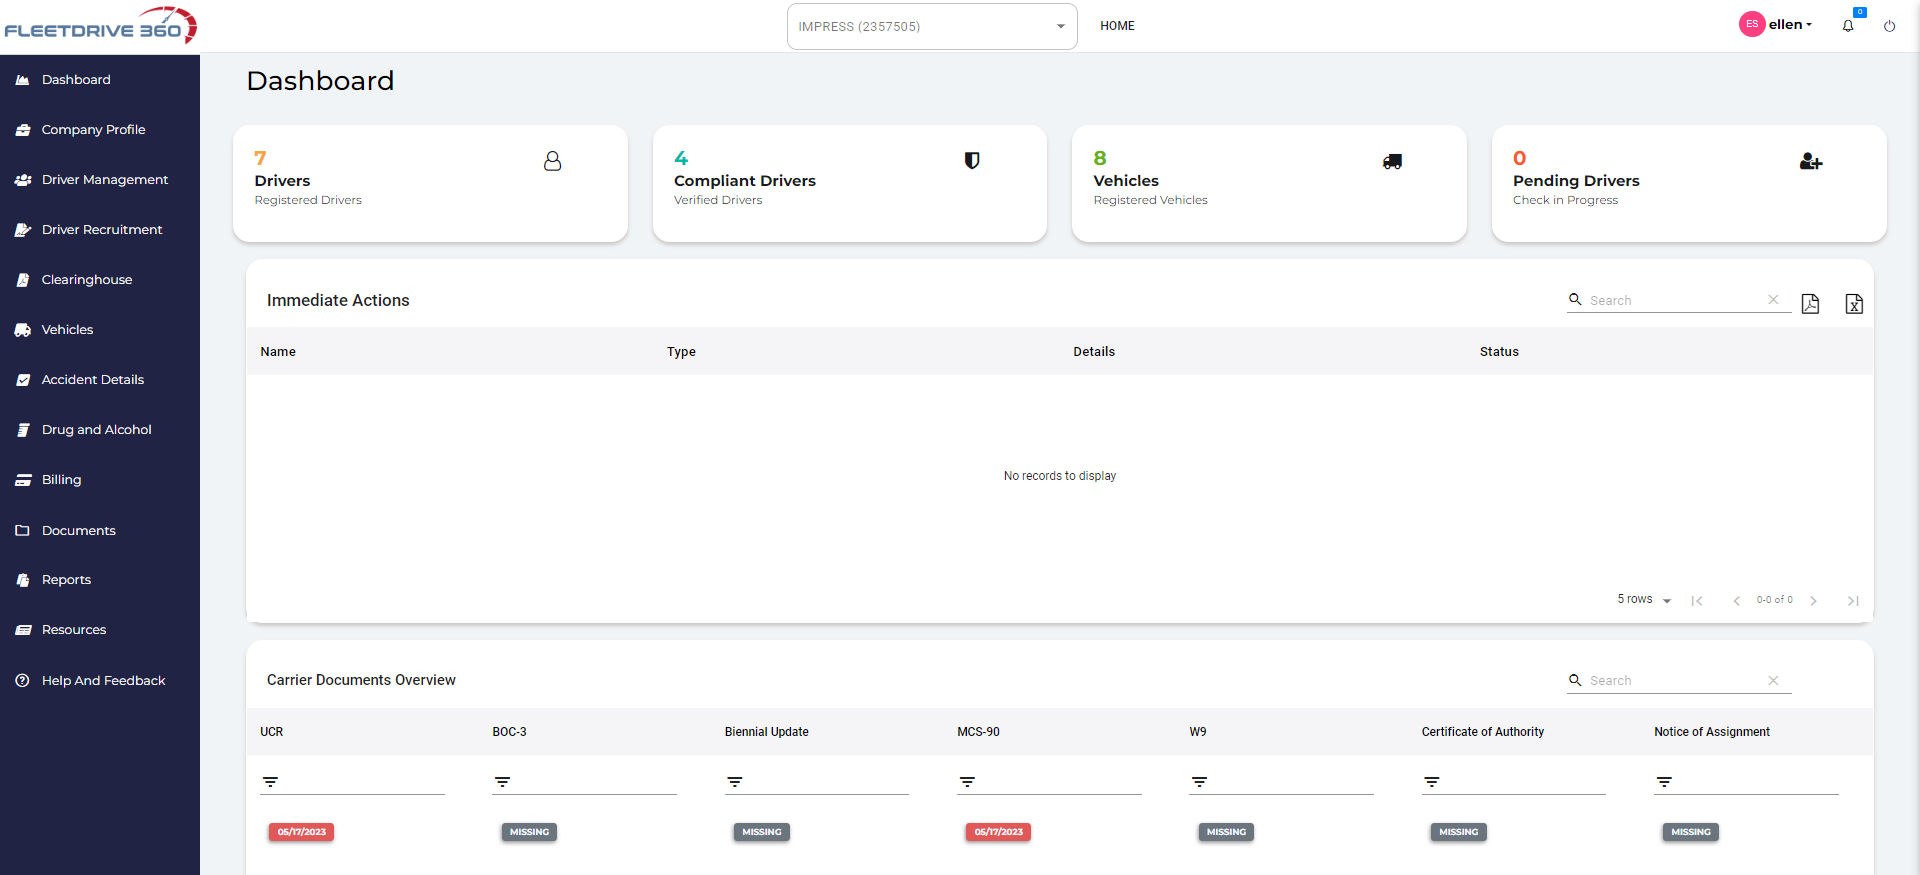 FLEETDRIVE 360
IMPRESS (2357505)
HOME
ES
ellen
0
Dashboard
Company Profile
Driver Management
Driver Recruitment
Clearinghouse
Vehicles
Accident Details
Drug and Alcohol
Billing
Documents
Reports
Resources
Help And Feedback
Dashboard
7
Drivers
Registered Drivers
4
Compliant Drivers
Verified Drivers
8
Vehicles
Registered Vehicles
0
Pending Drivers
Check in Progress
Immediate Actions
Search
Name Type Details Status
No records to display
5 rows 0-0 of 0
Carrier Documents Overview
Search
UCR BOC-3 Biennial Update MCS-90 W9 Certificate of Authority Notice of Assignment
05/17/2023 MISSING MISSING 05/17/2023 MISSING MISSING MISSING